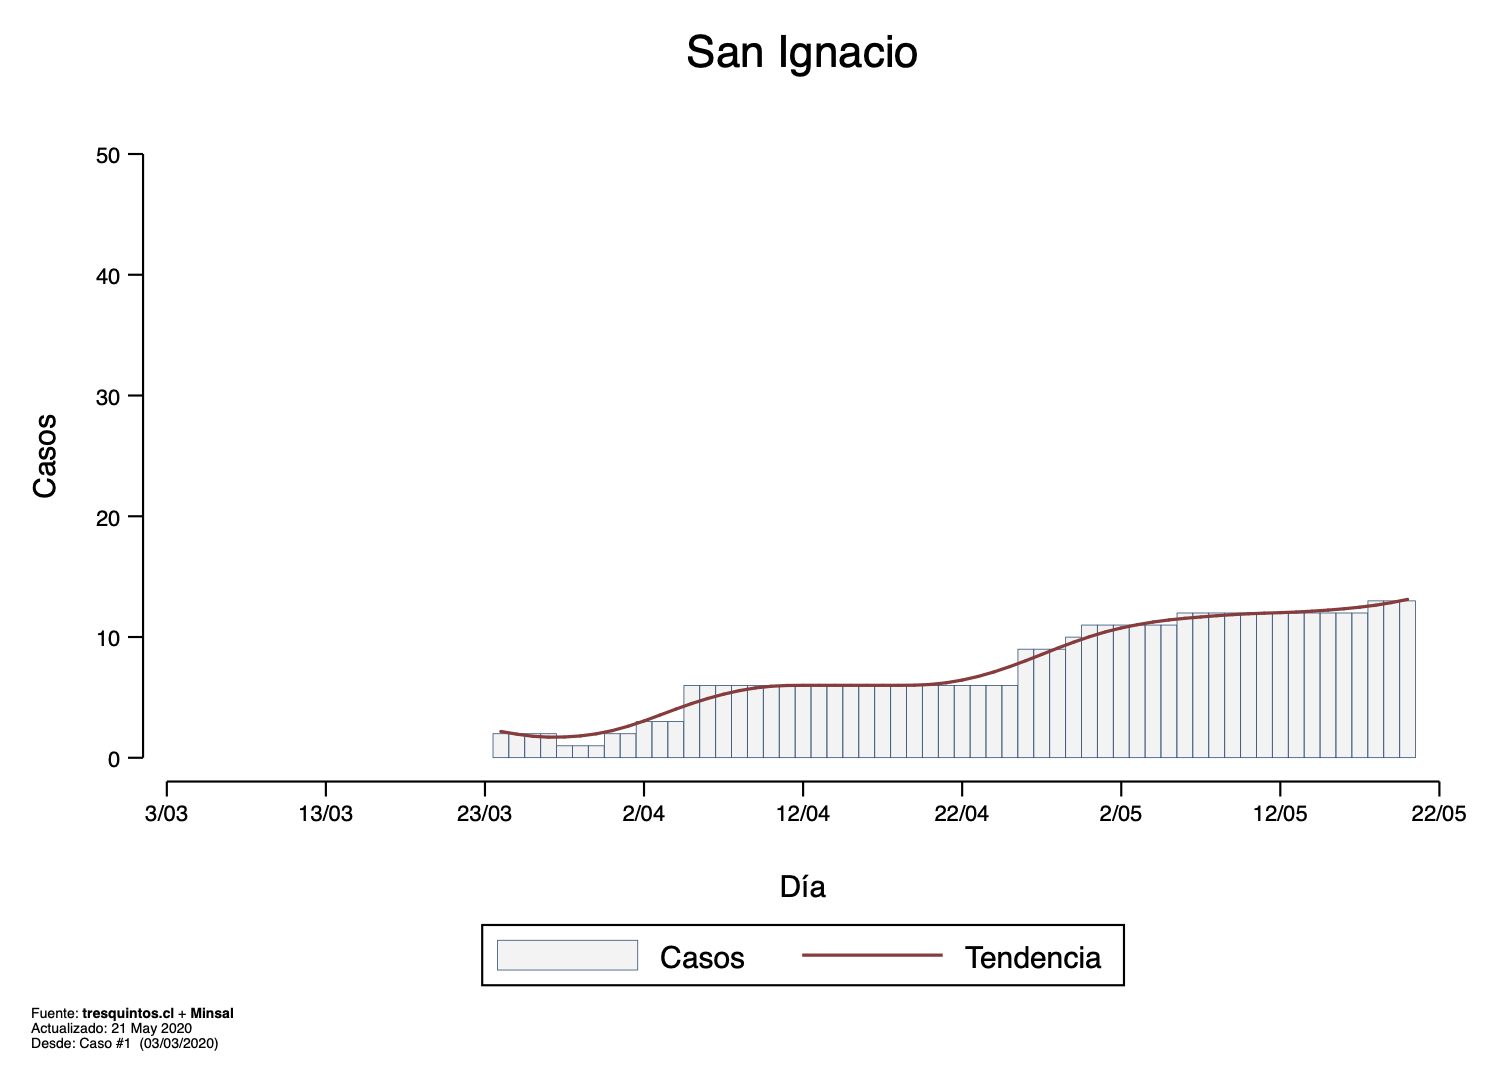 San Ignacio
50
40
30
20
10
0
Casos
3/03 13/03 23/03 2/04 12/04 22/04 2/05 12/05 22/05
Día
Casos Tendencia
Fuente: tresquintos.cl + Minsal
Actualizado: 21 May 2020
Desde: Caso #1 (03/03/2020)